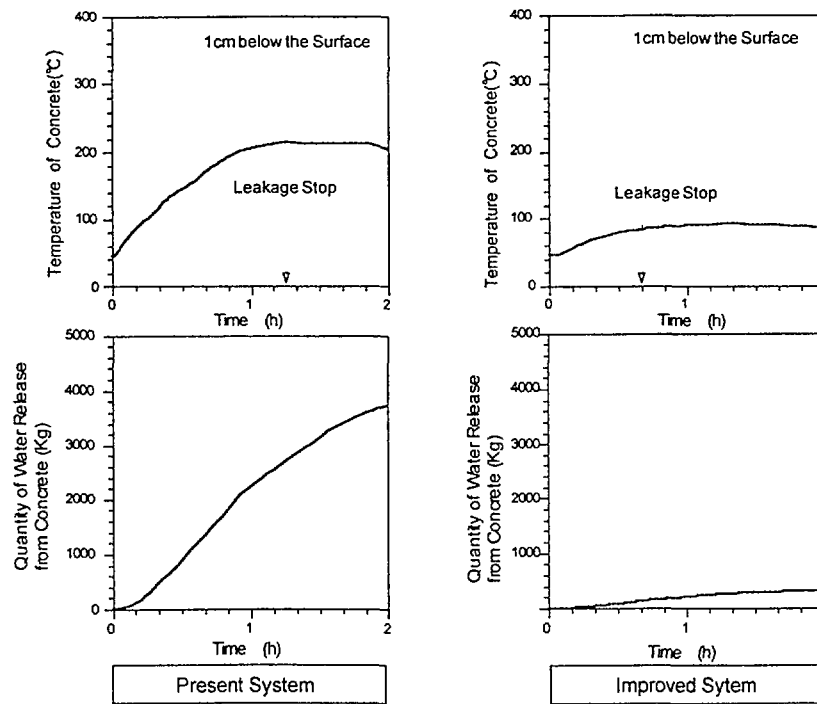 400
300
200
100
0
Temperature of Concrete(℃)
1cm below the Surface
Leakage Stop
0
1
2
Time (h)
400
300
200
100
0
Temperature of Concrete(℃)
1cm below the Surface
Leakage Stop
0
1
Time (h)
5000
4000
3000
2000
1000
0
Quantity of Water Release
from Concrete (Kg)
0
1
2
Time (h)
5000
4000
3000
2000
1000
0
Quantity of Water Release
from Concrete (Kg)
0
1
Time (h)
Present System
Improved Sytem